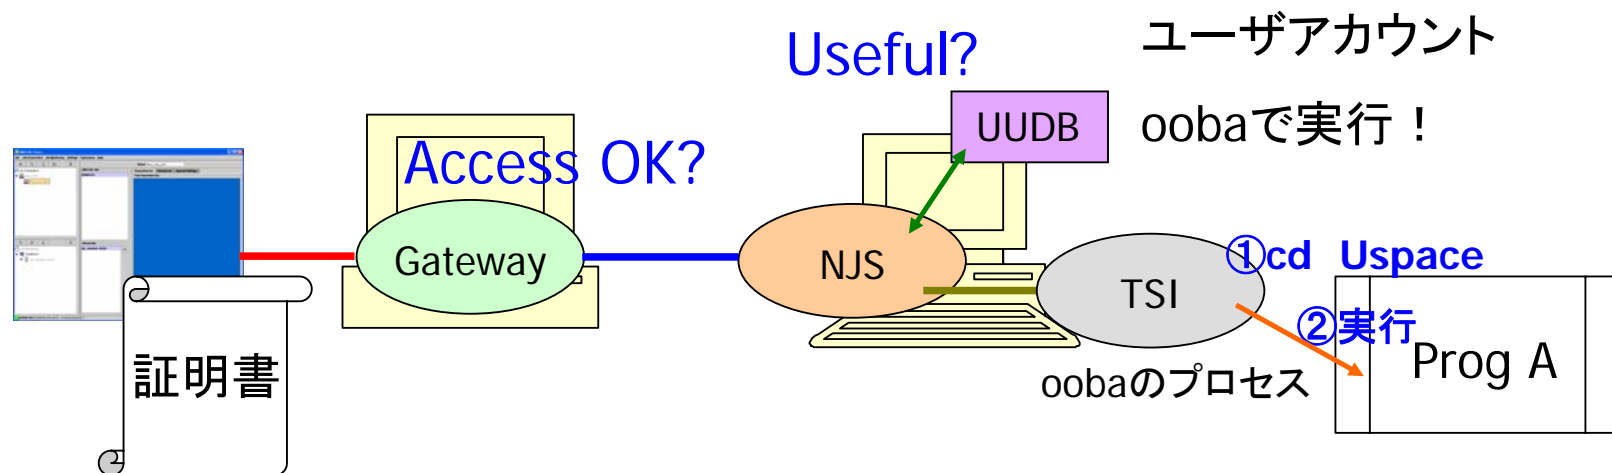 Useful?
ユーザアカウント
oobaで実行！
UUDB
Access OK?
Gateway
NJS
TSI
①cd Uspace
②実行
Prog A
oobaのプロセス
証明書